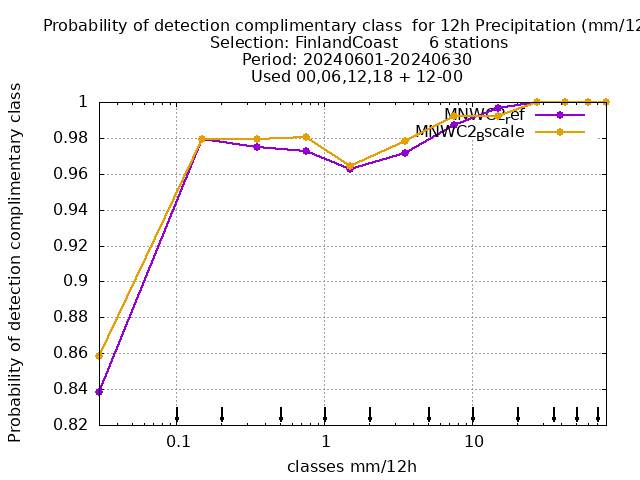 Probability of detection complimentary class for 12h Precipitation (mm/12
Selection: FinlandCoast 6 stations
Period: 20240601-20240630
Used 00,06,12,18 + 12-00
Probability of detection complimentary class
1
0.98
0.96
0.94
0.92
0.9
0.88
0.86
0.84
0.82
MNWC2_ref
MNWC2_Bscale
0.1 1 10
classes mm/12h